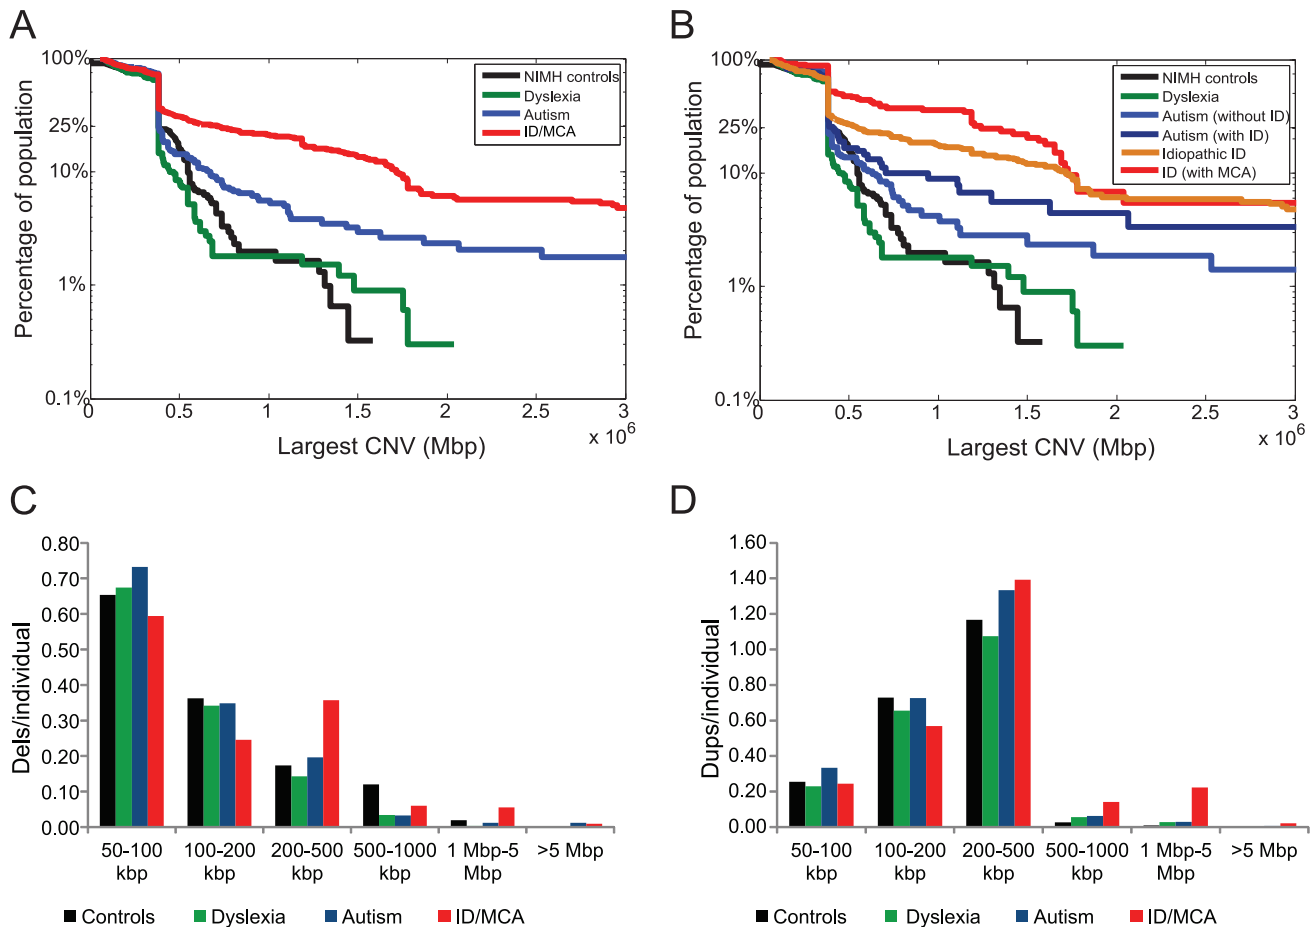 A
100%
25%
10%
1%
0.1%
Percentage of population
NIMH controls
Dyslexia
Autism
ID/MCA
0 0.5 1 1.5 2 2.5 3
x 10^6
Largest CNV (Mbp)
B
100%
25%
10%
1%
0.1%
Percentage of population
NIMH controls
Dyslexia
Autism (without ID)
Autism (with ID)
Idiopathic ID
ID (with MCA)
0 0.5 1 1.5 2 2.5 3
x 10^6
Largest CNV (Mbp)
C
0.80
0.70
0.60
0.50
0.40
0.30
0.20
0.10
0.00
Dels/individual
50-100 100-200 200-500 500-1000 1 Mbp-5 >5 Mbp
kbp kbp kbp kbp Mbp
Controls Dyslexia Autism ID/MCA
D
1.60
1.40
1.20
1.00
0.80
0.60
0.40
0.20
0.00
Dups/individual
50-100 100-200 200-500 500-1000 1 Mbp-5 >5 Mbp
kbp kbp kbp kbp Mbp
Controls Dyslexia Autism ID/MCA